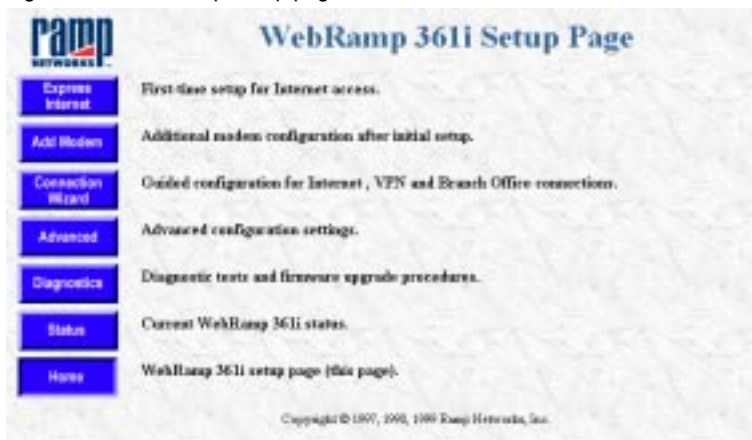 ramp
NETWORKS
WebRamp 361i Setup Page
Express
Internet
First-time setup for Internet access.
Add Modem
Additional modem configuration after initial setup.
Connection
Wizard
Guided configuration for Internet , VPN and Branch Office connections.
Advanced
Advanced configuration settings.
Diagnostics
Diagnostic tests and firmware upgrade procedures.
Status
Current WebRamp 361i status.
Home
WebRamp 361i setup page (this page).
Copyright © 1997, 1998, 1999 Ramp Networks, Inc.